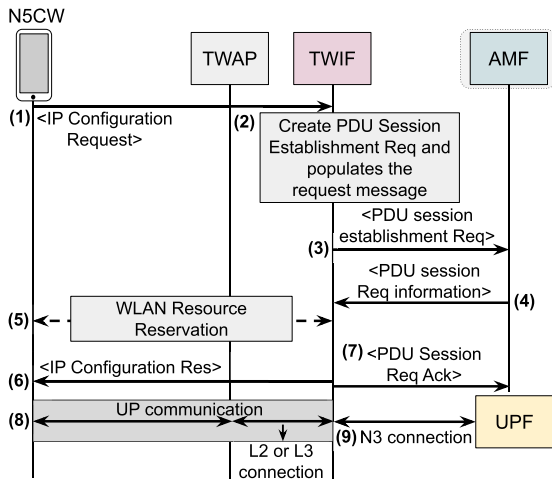 N5CW
TWAP
TWIF
AMF
(1)
<IP Configuration
Request>
(2)
Create PDU Session
Establishment Req and
populates the
request message
<PDU session
establishment Req>
(3)
<PDU session
Req information>
(4)
(5)
WLAN Resource
Reservation
(6)
<IP Configuration Res>
(7) <PDU Session
Req Ack>
UP communication
(8)
(9) N3 connection
UPF
L2 or L3
connection